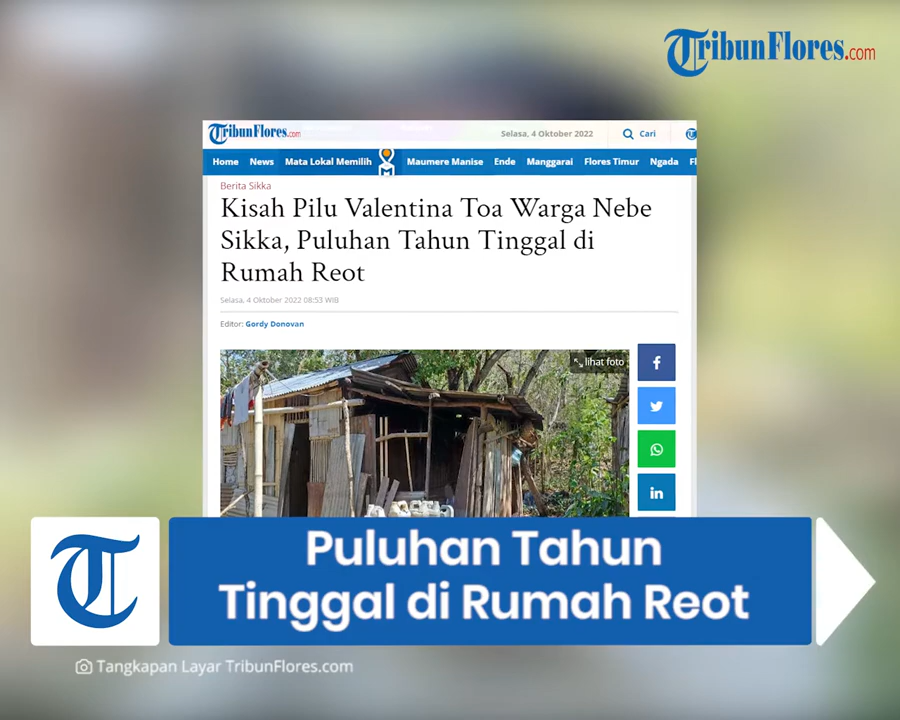 TribunFlores.com
TribunFlores.com
Selasa, 4 Oktober 2022
Cari
Home News Mata Lokal Memilih Maumere Manise Ende Manggarai Flores Timur Ngada Fl
Berita Sikka
Kisah Pilu Valentina Toa Warga Nebe
Sikka, Puluhan Tahun Tinggal di
Rumah Reot
Selasa, 4 Oktober 2022 08:53 WIB
Editor: Gordy Donovan
lihat foto
Puluhan Tahun
Tinggal di Rumah Reot
Tangkapan Layar TribunFlores.com